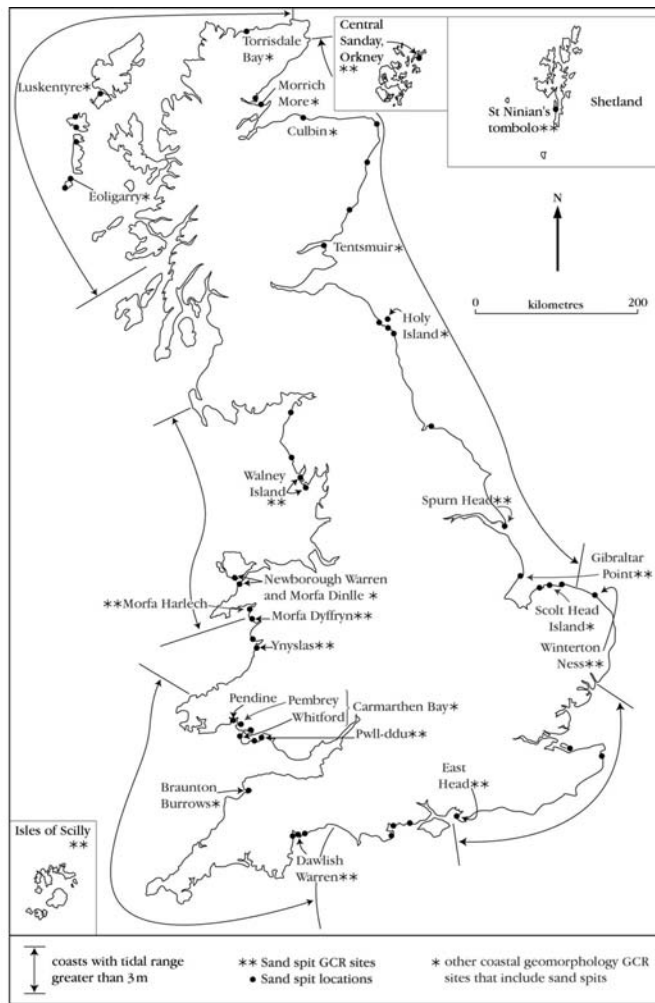 Torrisdale
Bay*
Central
Sanday,
Orkney
**
St Ninian's
tombolo**
Shetland
Luskentyre*
Morrich
More*
Culbin*
Eoligarry*
N
Tentsmuir*
0 kilometres 200
Holy
Island*
Walney
Island
**
Spurn Head**
Gibraltar
Point**
Newborough Warren
and Morfa Dinlle *
**Morfa Harlech
Morfa Dyffryn**
Scolt Head
Island*
Ynyslas**
Winterton
Ness**
Pendine
Pembrey
Whitford
Carmarthen Bay*
Pwll-ddu**
Braunton
Burrows*
East
Head**
Isles of Scilly
**
Dawlish
Warren**
coasts with tidal range
greater than 3m
** Sand spit GCR sites
● Sand spit locations
* other coastal geomorphology GCR
sites that include sand spits